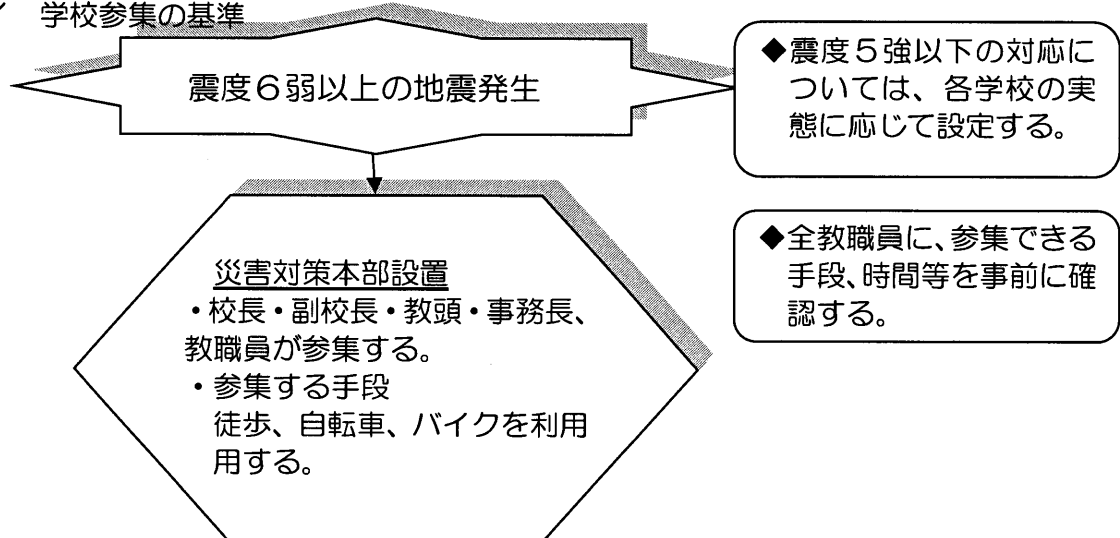 学校参集の基準
震度6弱以上の地震発生
◆震度5強以下の対応に
ついては、各学校の実
態に応じて設定する。
災害対策本部設置
・校長・副校長・教頭・事務長、
教職員が参集する。
・参集する手段
徒歩、自転車、バイクを利用
用する。
◆全教職員に、参集できる
手段、時間等を事前に確
認する。